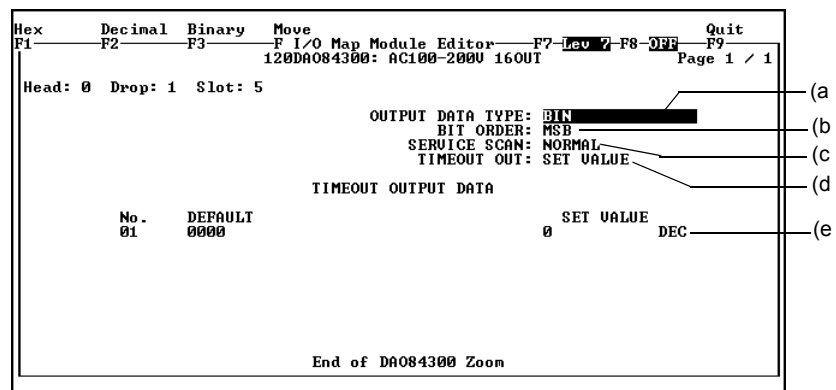 Hex Decimal Binary Move Quit
F1 F2 F3 F I/O Map Module Editor F7-Lev 7-F8-OFF F9
120DAO84300: AC100-200V 16OUT Page 1 / 1
Head: 0 Drop: 1 Slot: 5
OUTPUT DATA TYPE: BIN (a
BIT ORDER: MSB (b
SERVICE SCAN: NORMAL (c
TIMEOUT OUT: SET VALUE (d
TIMEOUT OUTPUT DATA
No. DEFAULT SET VALUE
01 0000 0 DEC (e
End of DAO84300 Zoom